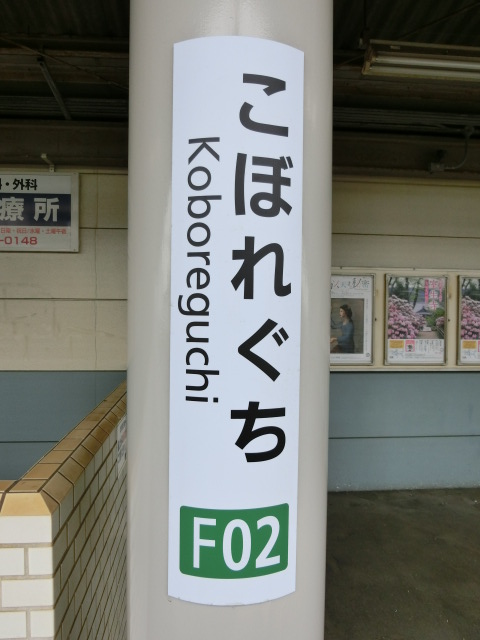 こぼれぐち
Koboreguchi
F02
・外科
療所
-0148